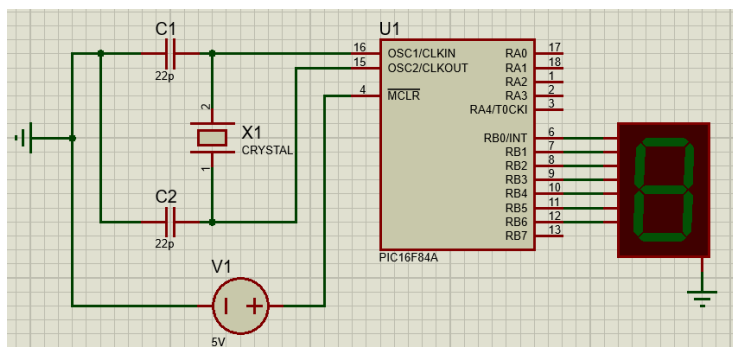 C1
22p
2
X1
CRYSTAL
1
C2
22p
V1
5V
U1
16 OSC1/CLKIN
15 OSC2/CLKOUT
4 MCLR
RA0 17
RA1 18
RA2 1
RA3 2
RA4/T0CKI 3
RB0/INT 6
RB1 7
RB2 8
RB3 9
RB4 10
RB5 11
RB6 12
RB7 13
PIC16F84A